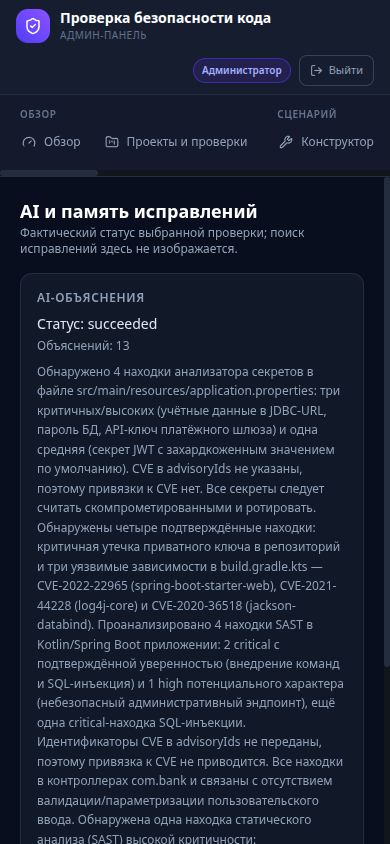 Проверка безопасности кода
АДМИН-ПАНЕЛЬ
Администратор
Выйти
ОБЗОР
СЦЕНАРИЙ
Обзор
Проекты и проверки
Конструктор
AI и память исправлений
Фактический статус выбранной проверки; поиск
исправлений здесь не изображается.
AI-ОБЪЯСНЕНИЯ
Статус: succeeded
Объяснений: 13
Обнаружено 4 находки анализатора секретов в
файле src/main/resources/application.properties: три
критичных/высоких (учётные данные в JDBC-URL,
пароль БД, API-ключ платёжного шлюза) и одна
средняя (секрет JWT с захардкоженным значением
по умолчанию). CVE в advisoryIds не указаны,
поэтому привязки к CVE нет. Все секреты следует
считать скомпрометированными и ротировать.
Обнаружены четыре подтверждённые находки:
критичная утечка приватного ключа в репозиторий
и три уязвимые зависимости в build.gradle.kts —
CVE-2022-22965 (spring-boot-starter-web), CVE-2021-
44228 (log4j-core) и CVE-2020-36518 (jackson-
databind). Проанализировано 4 находки SAST в
Kotlin/Spring Boot приложении: 2 critical с
подтверждённой уверенностью (внедрение команд
и SQL-инъекция) и 1 high потенциального характера
(небезопасный административный эндпоинт), ещё
одна critical-находка SQL-инъекции.
Идентификаторы CVE в advisoryIds не переданы,
поэтому привязка к CVE не приводится. Все находки
в контроллерах com.bank и связаны с отсутствием
валидации/параметризации пользовательского
ввода. Обнаружена одна находка статического
анализа (SAST) высокой критичности: